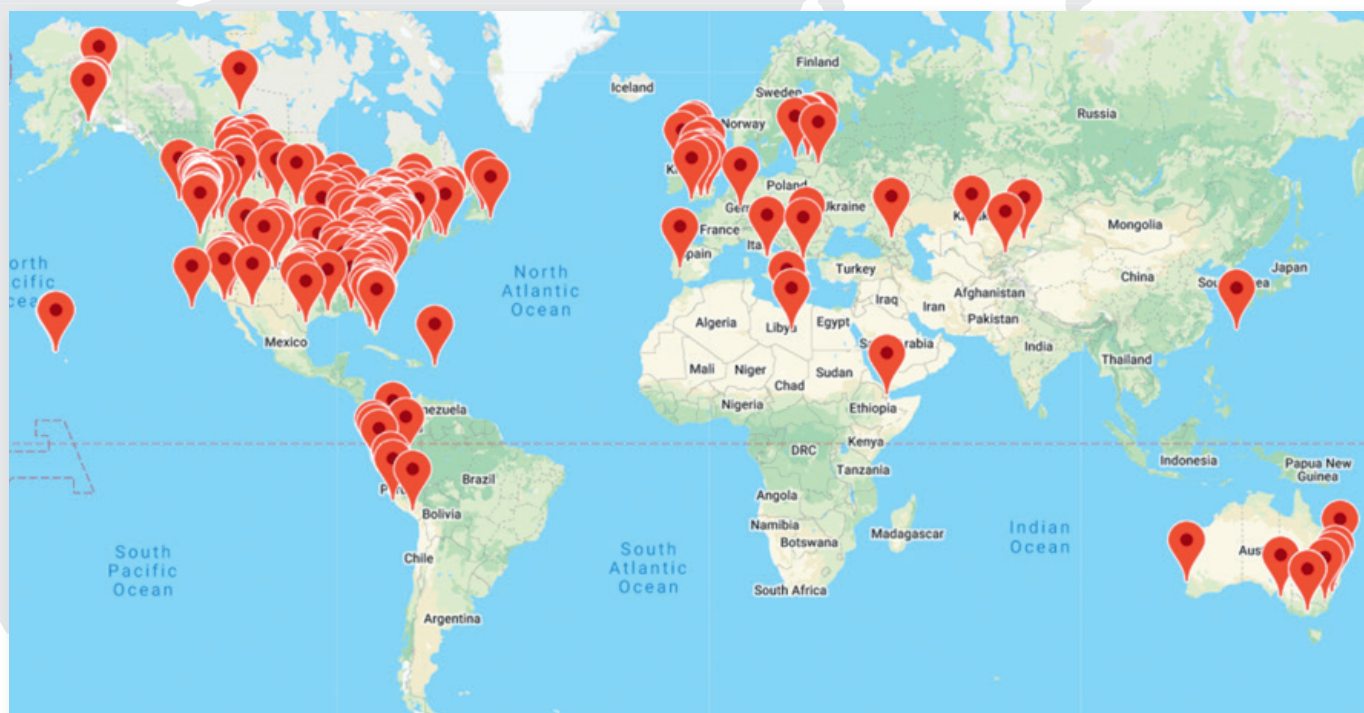 Finland
Iceland
Sweden
Russia
Norway
Poland
Ukraine
France
Mongolia
North
Atlantic
Ocean
Turkey
China
Japan
Afghanistan
Iraq
Iran
Pakistan
Algeria
Libya
Egypt
Mexico
India
Mali
Niger
Sudan
Chad
Thailand
Nigeria
Ethiopia
Kenya
DRC
Tanzania
Indonesia
Papua New
Guinea
Brazil
Bolivia
Angola
Namibia
Botswana
Madagascar
Indian
Ocean
South
Pacific
Ocean
Chile
South
Atlantic
Ocean
South Africa
Argentina